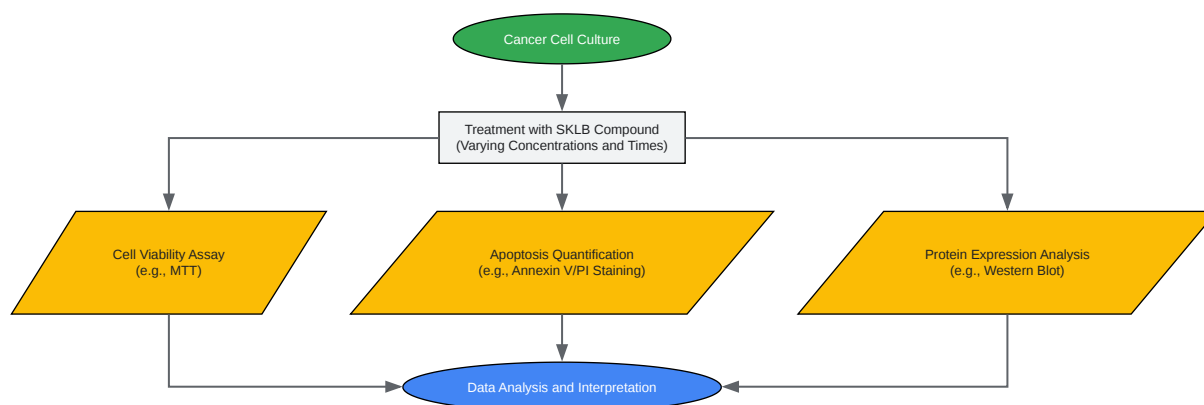 Cancer Cell Culture
Treatment with SKLB Compound
(Varying Concentrations and Times)
Cell Viability Assay
(e.g., MTT)
Apoptosis Quantification
(e.g., Annexin V/PI Staining)
Protein Expression Analysis
(e.g., Western Blot)
Data Analysis and Interpretation